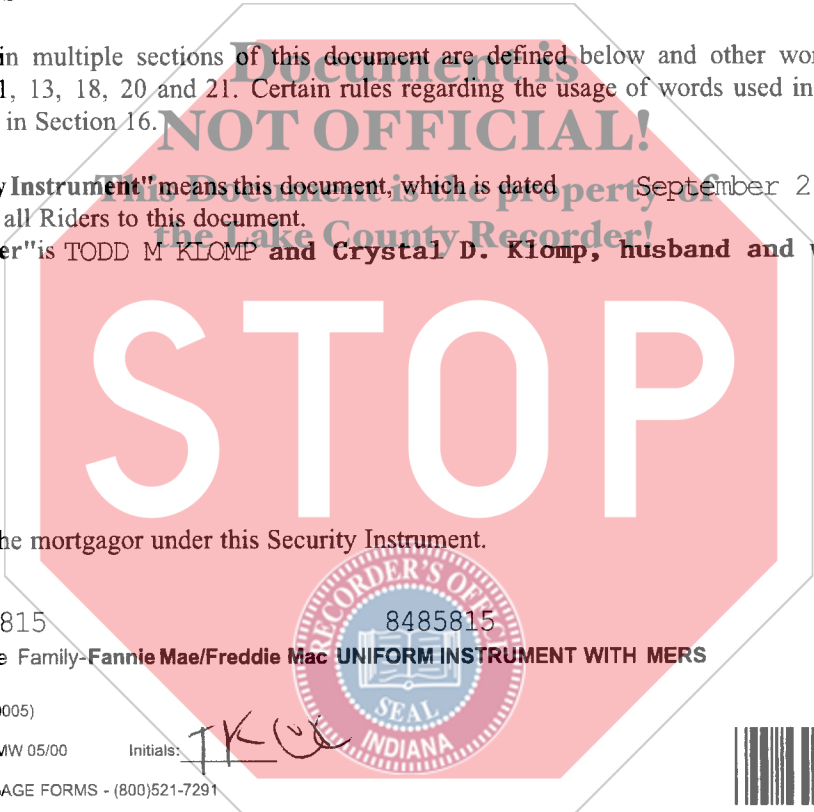 in multiple sections of this document are defined below and other wor
1, 13, 18, 20 and 21. Certain rules regarding the usage of words used in
in Section 16.
Document is
NOT OFFICIAL!
This Document is the property of
the Lake County Recorder!
y Instrument" means this document, which is dated September 2
all Riders to this document.
er" is TODD M KLOMP and Crystal D. Klomp, husband and w
STOP
he mortgagor under this Security Instrument.
815 8485815
e Family-Fannie Mae/Freddie Mac UNIFORM INSTRUMENT WITH MERS
0005)
MW 05/00 Initials:
GAGE FORMS - (800)521-7291
RECORDER'S OFFICE
SEAL
INDIANA